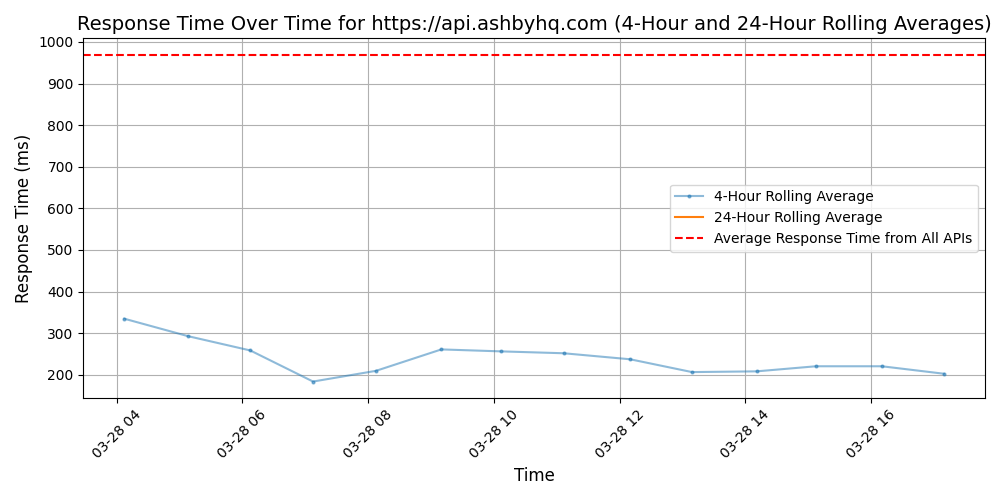 Response Time Over Time for https://api.ashbyhq.com (4-Hour and 24-Hour Rolling Averages)
Response Time (ms)
1000
900
800
700
600
500
400
300
200
4-Hour Rolling Average
24-Hour Rolling Average
Average Response Time from All APIs
03-28 04
03-28 06
03-28 08
03-28 10
03-28 12
03-28 14
03-28 16
Time